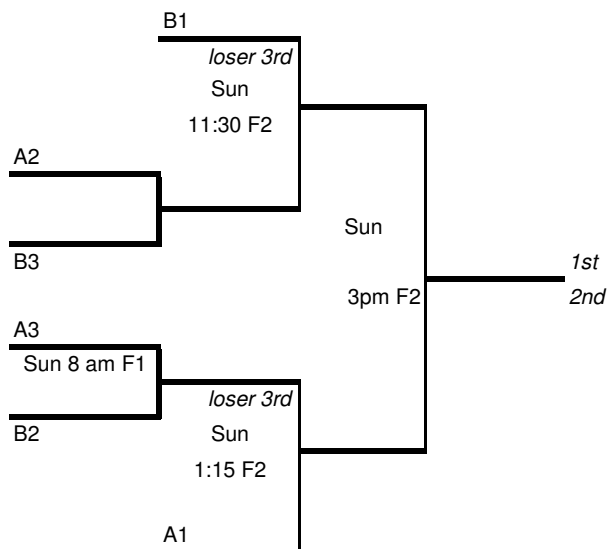 B1
loser 3rd
Sun
11:30 F2
A2
B3
Sun
3pm F2
1st
2nd
A3
Sun 8 am F1
B2
loser 3rd
Sun
1:15 F2
A1